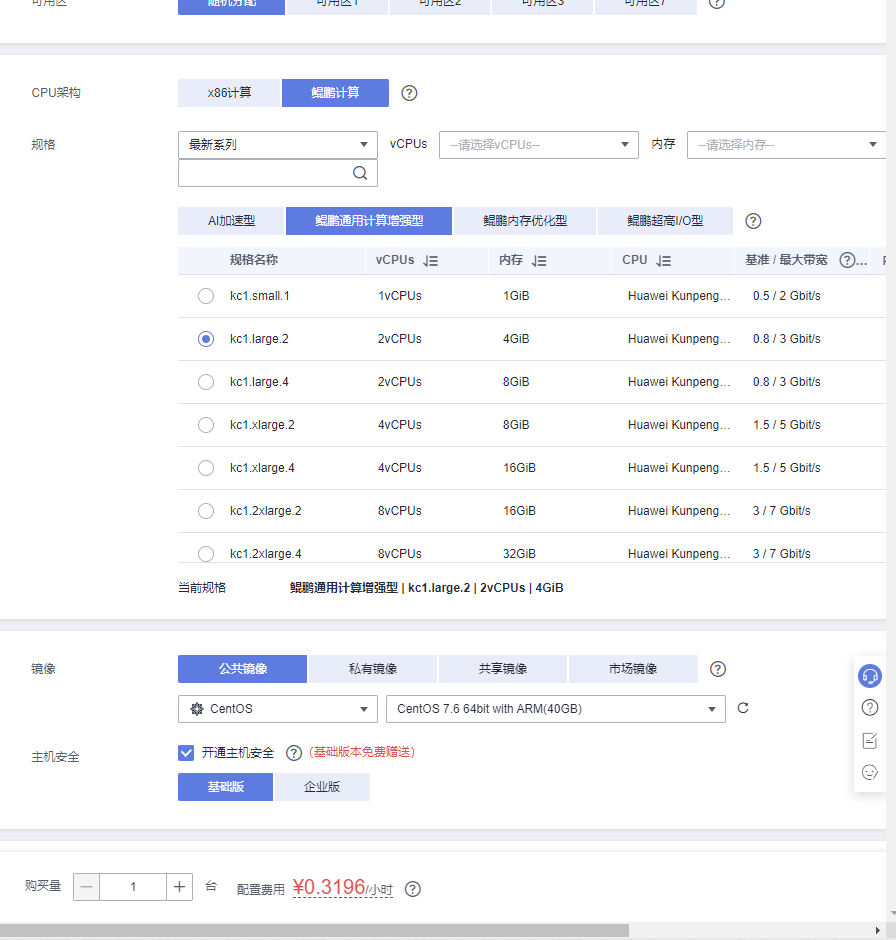 可用区 随机分配 可用区1 可用区2 可用区3 可用区7
CPU架构 x86计算 鲲鹏计算
规格 最新系列 vCPUs --请选择vCPUs-- 内存 --请选择内存--
AI加速型 鲲鹏通用计算增强型 鲲鹏内存优化型 鲲鹏超高I/O型
规格名称 vCPUs 内存 CPU 基准 / 最大带宽 ...
kc1.small.1 1vCPUs 1GiB Huawei Kunpeng... 0.5 / 2 Gbit/s
kc1.large.2 2vCPUs 4GiB Huawei Kunpeng... 0.8 / 3 Gbit/s
kc1.large.4 2vCPUs 8GiB Huawei Kunpeng... 0.8 / 3 Gbit/s
kc1.xlarge.2 4vCPUs 8GiB Huawei Kunpeng... 1.5 / 5 Gbit/s
kc1.xlarge.4 4vCPUs 16GiB Huawei Kunpeng... 1.5 / 5 Gbit/s
kc1.2xlarge.2 8vCPUs 16GiB Huawei Kunpeng... 3 / 7 Gbit/s
kc1.2xlarge.4 8vCPUs 32GiB Huawei Kunpeng... 3 / 7 Gbit/s
当前规格 鲲鹏通用计算增强型 | kc1.large.2 | 2vCPUs | 4GiB
镜像 公共镜像 私有镜像 共享镜像 市场镜像
CentOS CentOS 7.6 64bit with ARM(40GB)
主机安全 开通主机安全 (基础版本免费赠送)
基础版 企业版
购买量 1 台 配置费用 ¥0.3196/小时